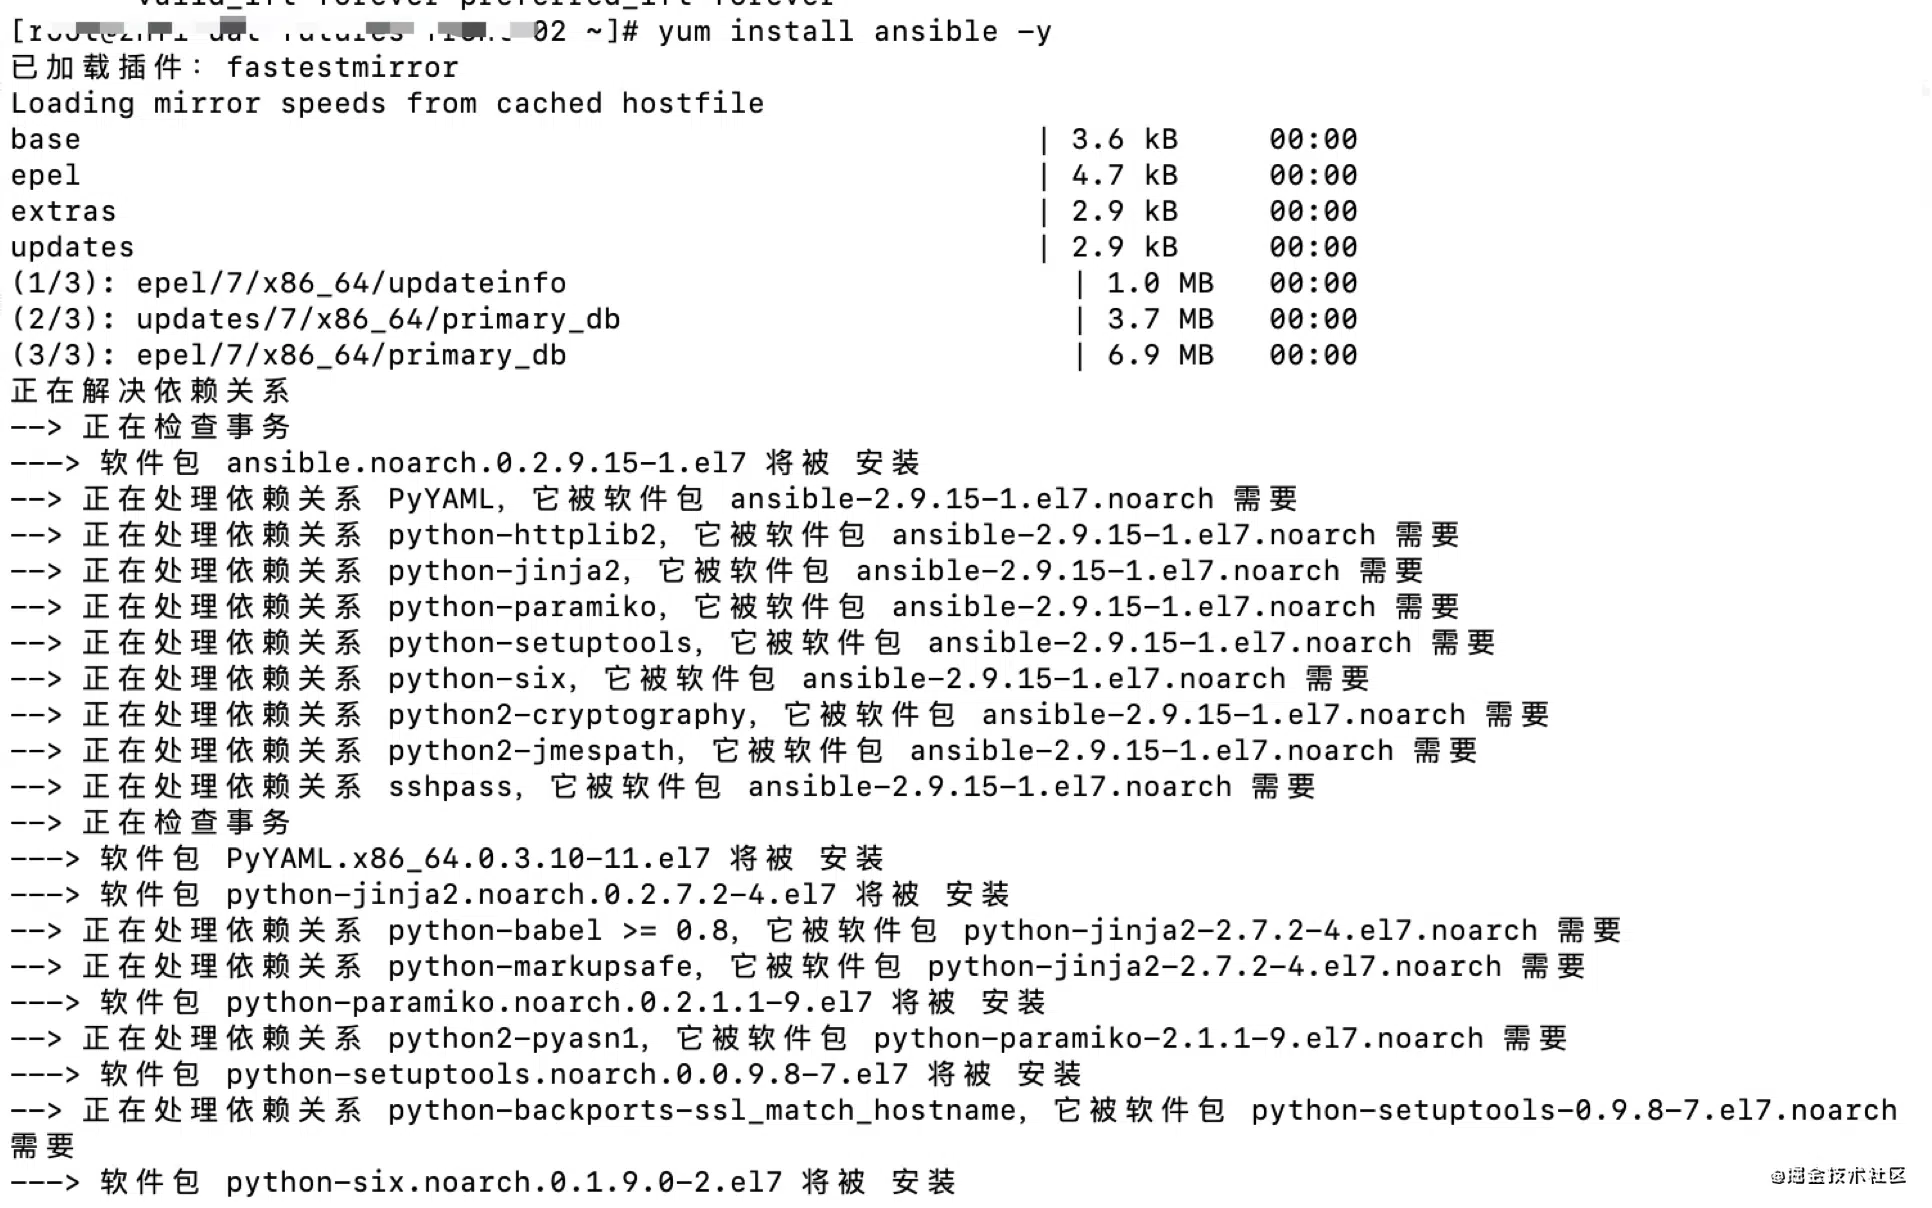 valid_lft forever preferred_lft forever
02 ~]# yum install ansible -y
已加载插件：fastestmirror
Loading mirror speeds from cached hostfile
base | 3.6 kB 00:00
epel | 4.7 kB 00:00
extras | 2.9 kB 00:00
updates | 2.9 kB 00:00
(1/3): epel/7/x86_64/updateinfo | 1.0 MB 00:00
(2/3): updates/7/x86_64/primary_db | 3.7 MB 00:00
(3/3): epel/7/x86_64/primary_db | 6.9 MB 00:00
正在解决依赖关系
--> 正在检查事务
---> 软件包 ansible.noarch.0.2.9.15-1.el7 将被 安装
--> 正在处理依赖关系 PyYAML，它被软件包 ansible-2.9.15-1.el7.noarch 需要
--> 正在处理依赖关系 python-httplib2，它被软件包 ansible-2.9.15-1.el7.noarch 需要
--> 正在处理依赖关系 python-jinja2，它被软件包 ansible-2.9.15-1.el7.noarch 需要
--> 正在处理依赖关系 python-paramiko，它被软件包 ansible-2.9.15-1.el7.noarch 需要
--> 正在处理依赖关系 python-setuptools，它被软件包 ansible-2.9.15-1.el7.noarch 需要
--> 正在处理依赖关系 python-six，它被软件包 ansible-2.9.15-1.el7.noarch 需要
--> 正在处理依赖关系 python2-cryptography，它被软件包 ansible-2.9.15-1.el7.noarch 需要
--> 正在处理依赖关系 python2-jmespath，它被软件包 ansible-2.9.15-1.el7.noarch 需要
--> 正在处理依赖关系 sshpass，它被软件包 ansible-2.9.15-1.el7.noarch 需要
--> 正在检查事务
---> 软件包 PyYAML.x86_64.0.3.10-11.el7 将被 安装
---> 软件包 python-jinja2.noarch.0.2.7.2-4.el7 将被 安装
--> 正在处理依赖关系 python-babel >= 0.8，它被软件包 python-jinja2-2.7.2-4.el7.noarch 需要
--> 正在处理依赖关系 python-markupsafe，它被软件包 python-jinja2-2.7.2-4.el7.noarch 需要
---> 软件包 python-paramiko.noarch.0.2.1.1-9.el7 将被 安装
--> 正在处理依赖关系 python2-pyasn1，它被软件包 python-paramiko-2.1.1-9.el7.noarch 需要
---> 软件包 python-setuptools.noarch.0.0.9.8-7.el7 将被 安装
--> 正在处理依赖关系 python-backports-ssl_match_hostname，它被软件包 python-setuptools-0.9.8-7.el7.noarch
需要
---> 软件包 python-six.noarch.0.1.9.0-2.el7 将被 安装
@掘金技术社区